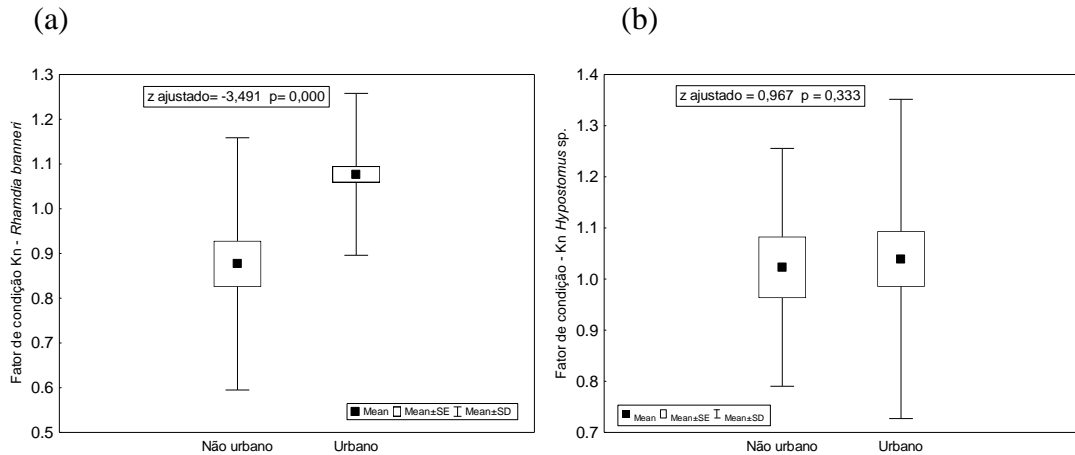 (a)
(b)
z ajustado= -3,491 p= 0,000
Fator de condição Kn - Rhamdia branneri
1.3
1.2
1.1
1.0
0.9
0.8
0.7
0.6
0.5
Mean Mean±SE Mean±SD
Não urbano Urbano
z ajustado = 0,967 p = 0,333
Fator de condição - Kn Hypostomus sp.
1.4
1.3
1.2
1.1
1.0
0.9
0.8
0.7
Mean Mean±SE Mean±SD
Não urbano Urbano